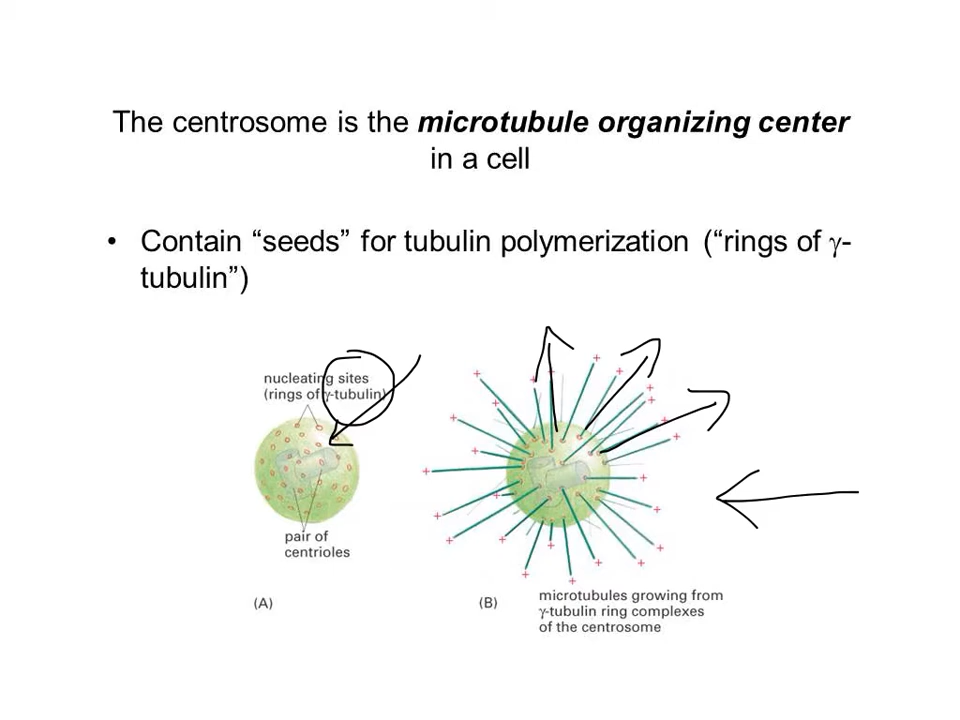 The centrosome is the microtubule organizing center
in a cell
• Contain “seeds” for tubulin polymerization (“rings of γ-
tubulin”)
nucleating sites
(rings of γ-tubulin)
pair of
centrioles
(A)
(B)
microtubules growing from
γ-tubulin ring complexes
of the centrosome